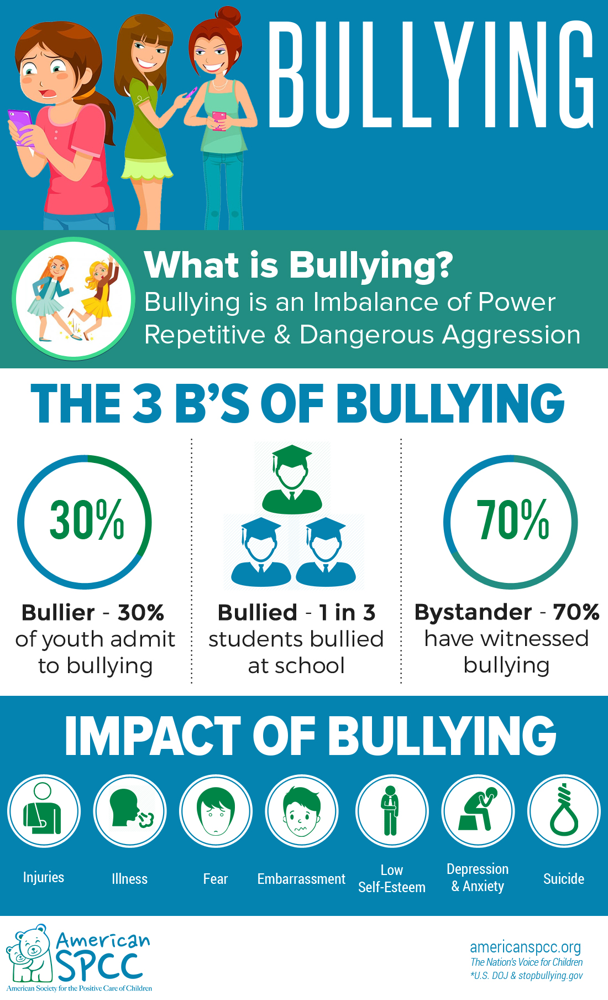 BULLYING
What is Bullying?
Bullying is an Imbalance of Power
Repetitive & Dangerous Aggression
THE 3 B'S OF BULLYING
30%
Bullier - 30%
of youth admit
to bullying
Bullied - 1 in 3
students bullied
at school
70%
Bystander - 70%
have witnessed
bullying
IMPACT OF BULLYING
Injuries
Illness
Fear
Embarrassment
Low
Self-Esteem
Depression
& Anxiety
Suicide
American
SPCC
American Society for the Positive Care of Children
americanspcc.org
The Nation's Voice for Children
*U.S. DOJ & stopbullying.gov